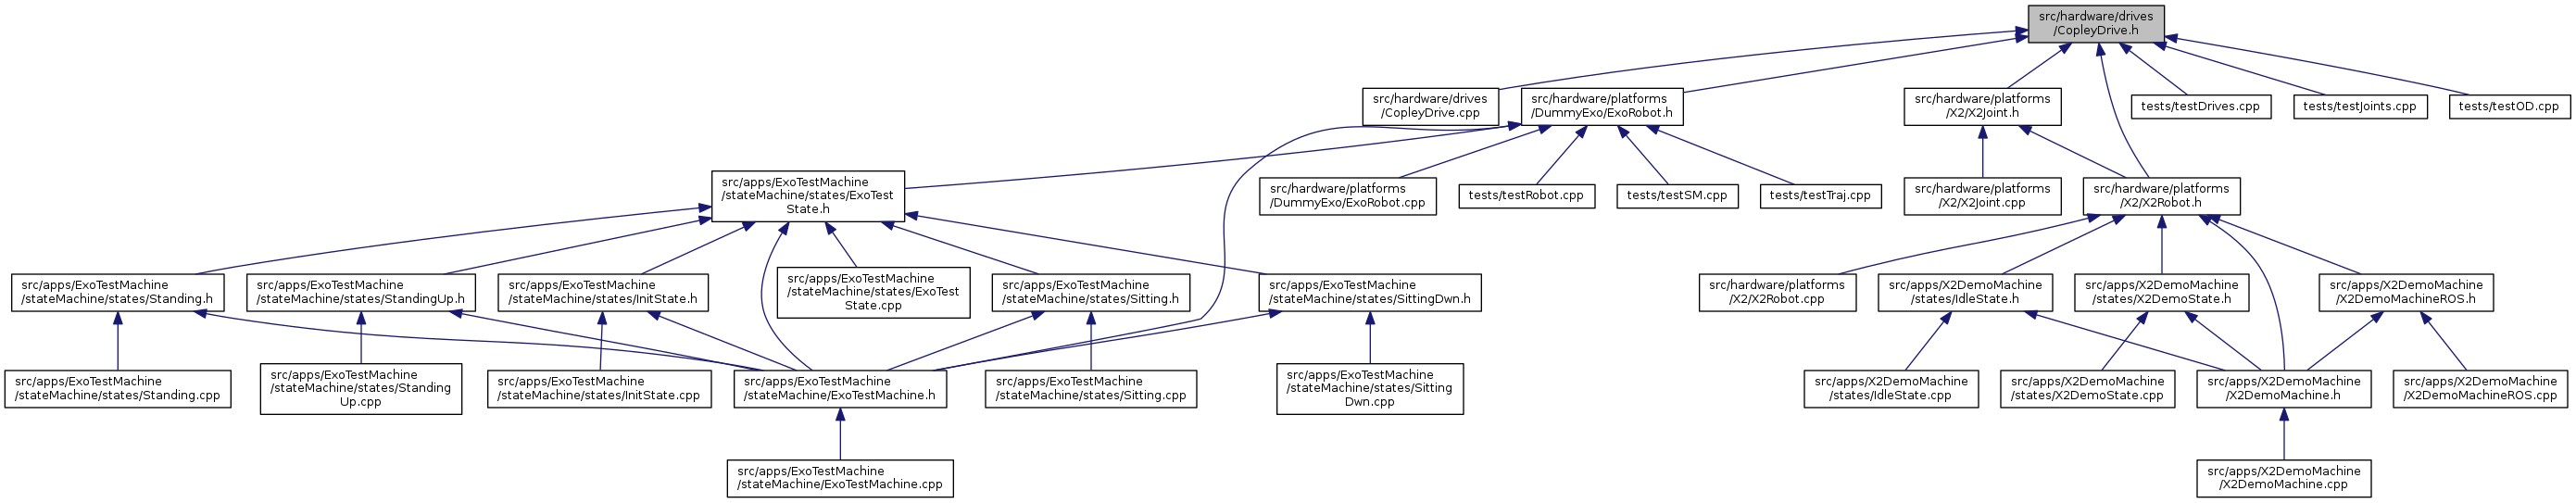 src/hardware/drives
/CopleyDrive.h
src/hardware/drives
/CopleyDrive.cpp
src/hardware/platforms
/DummyExo/ExoRobot.h
src/hardware/platforms
/X2/X2Joint.h
tests/testDrives.cpp
tests/testJoints.cpp
tests/testOD.cpp
src/apps/ExoTestMachine
/stateMachine/states/ExoTest
State.h
src/hardware/platforms
/DummyExo/ExoRobot.cpp
tests/testRobot.cpp
tests/testSM.cpp
tests/testTraj.cpp
src/hardware/platforms
/X2/X2Joint.cpp
src/hardware/platforms
/X2/X2Robot.h
src/apps/ExoTestMachine
/stateMachine/states/Standing.h
src/apps/ExoTestMachine
/stateMachine/states/StandingUp.h
src/apps/ExoTestMachine
/stateMachine/states/InitState.h
src/apps/ExoTestMachine
/stateMachine/states/ExoTest
State.cpp
src/apps/ExoTestMachine
/stateMachine/states/Sitting.h
src/apps/ExoTestMachine
/stateMachine/states/SittingDwn.h
src/hardware/platforms
/X2/X2Robot.cpp
src/apps/X2DemoMachine
/states/IdleState.h
src/apps/X2DemoMachine
/states/X2DemoState.h
src/apps/X2DemoMachine
/X2DemoMachineROS.h
src/apps/ExoTestMachine
/stateMachine/states/Standing.cpp
src/apps/ExoTestMachine
/stateMachine/states/Standing
Up.cpp
src/apps/ExoTestMachine
/stateMachine/states/InitState.cpp
src/apps/ExoTestMachine
/stateMachine/ExoTestMachine.h
src/apps/ExoTestMachine
/stateMachine/states/Sitting.cpp
src/apps/ExoTestMachine
/stateMachine/states/Sitting
Dwn.cpp
src/apps/X2DemoMachine
/states/IdleState.cpp
src/apps/X2DemoMachine
/states/X2DemoState.cpp
src/apps/X2DemoMachine
/X2DemoMachine.h
src/apps/X2DemoMachine
/X2DemoMachineROS.cpp
src/apps/ExoTestMachine
/stateMachine/ExoTestMachine.cpp
src/apps/X2DemoMachine
/X2DemoMachine.cpp